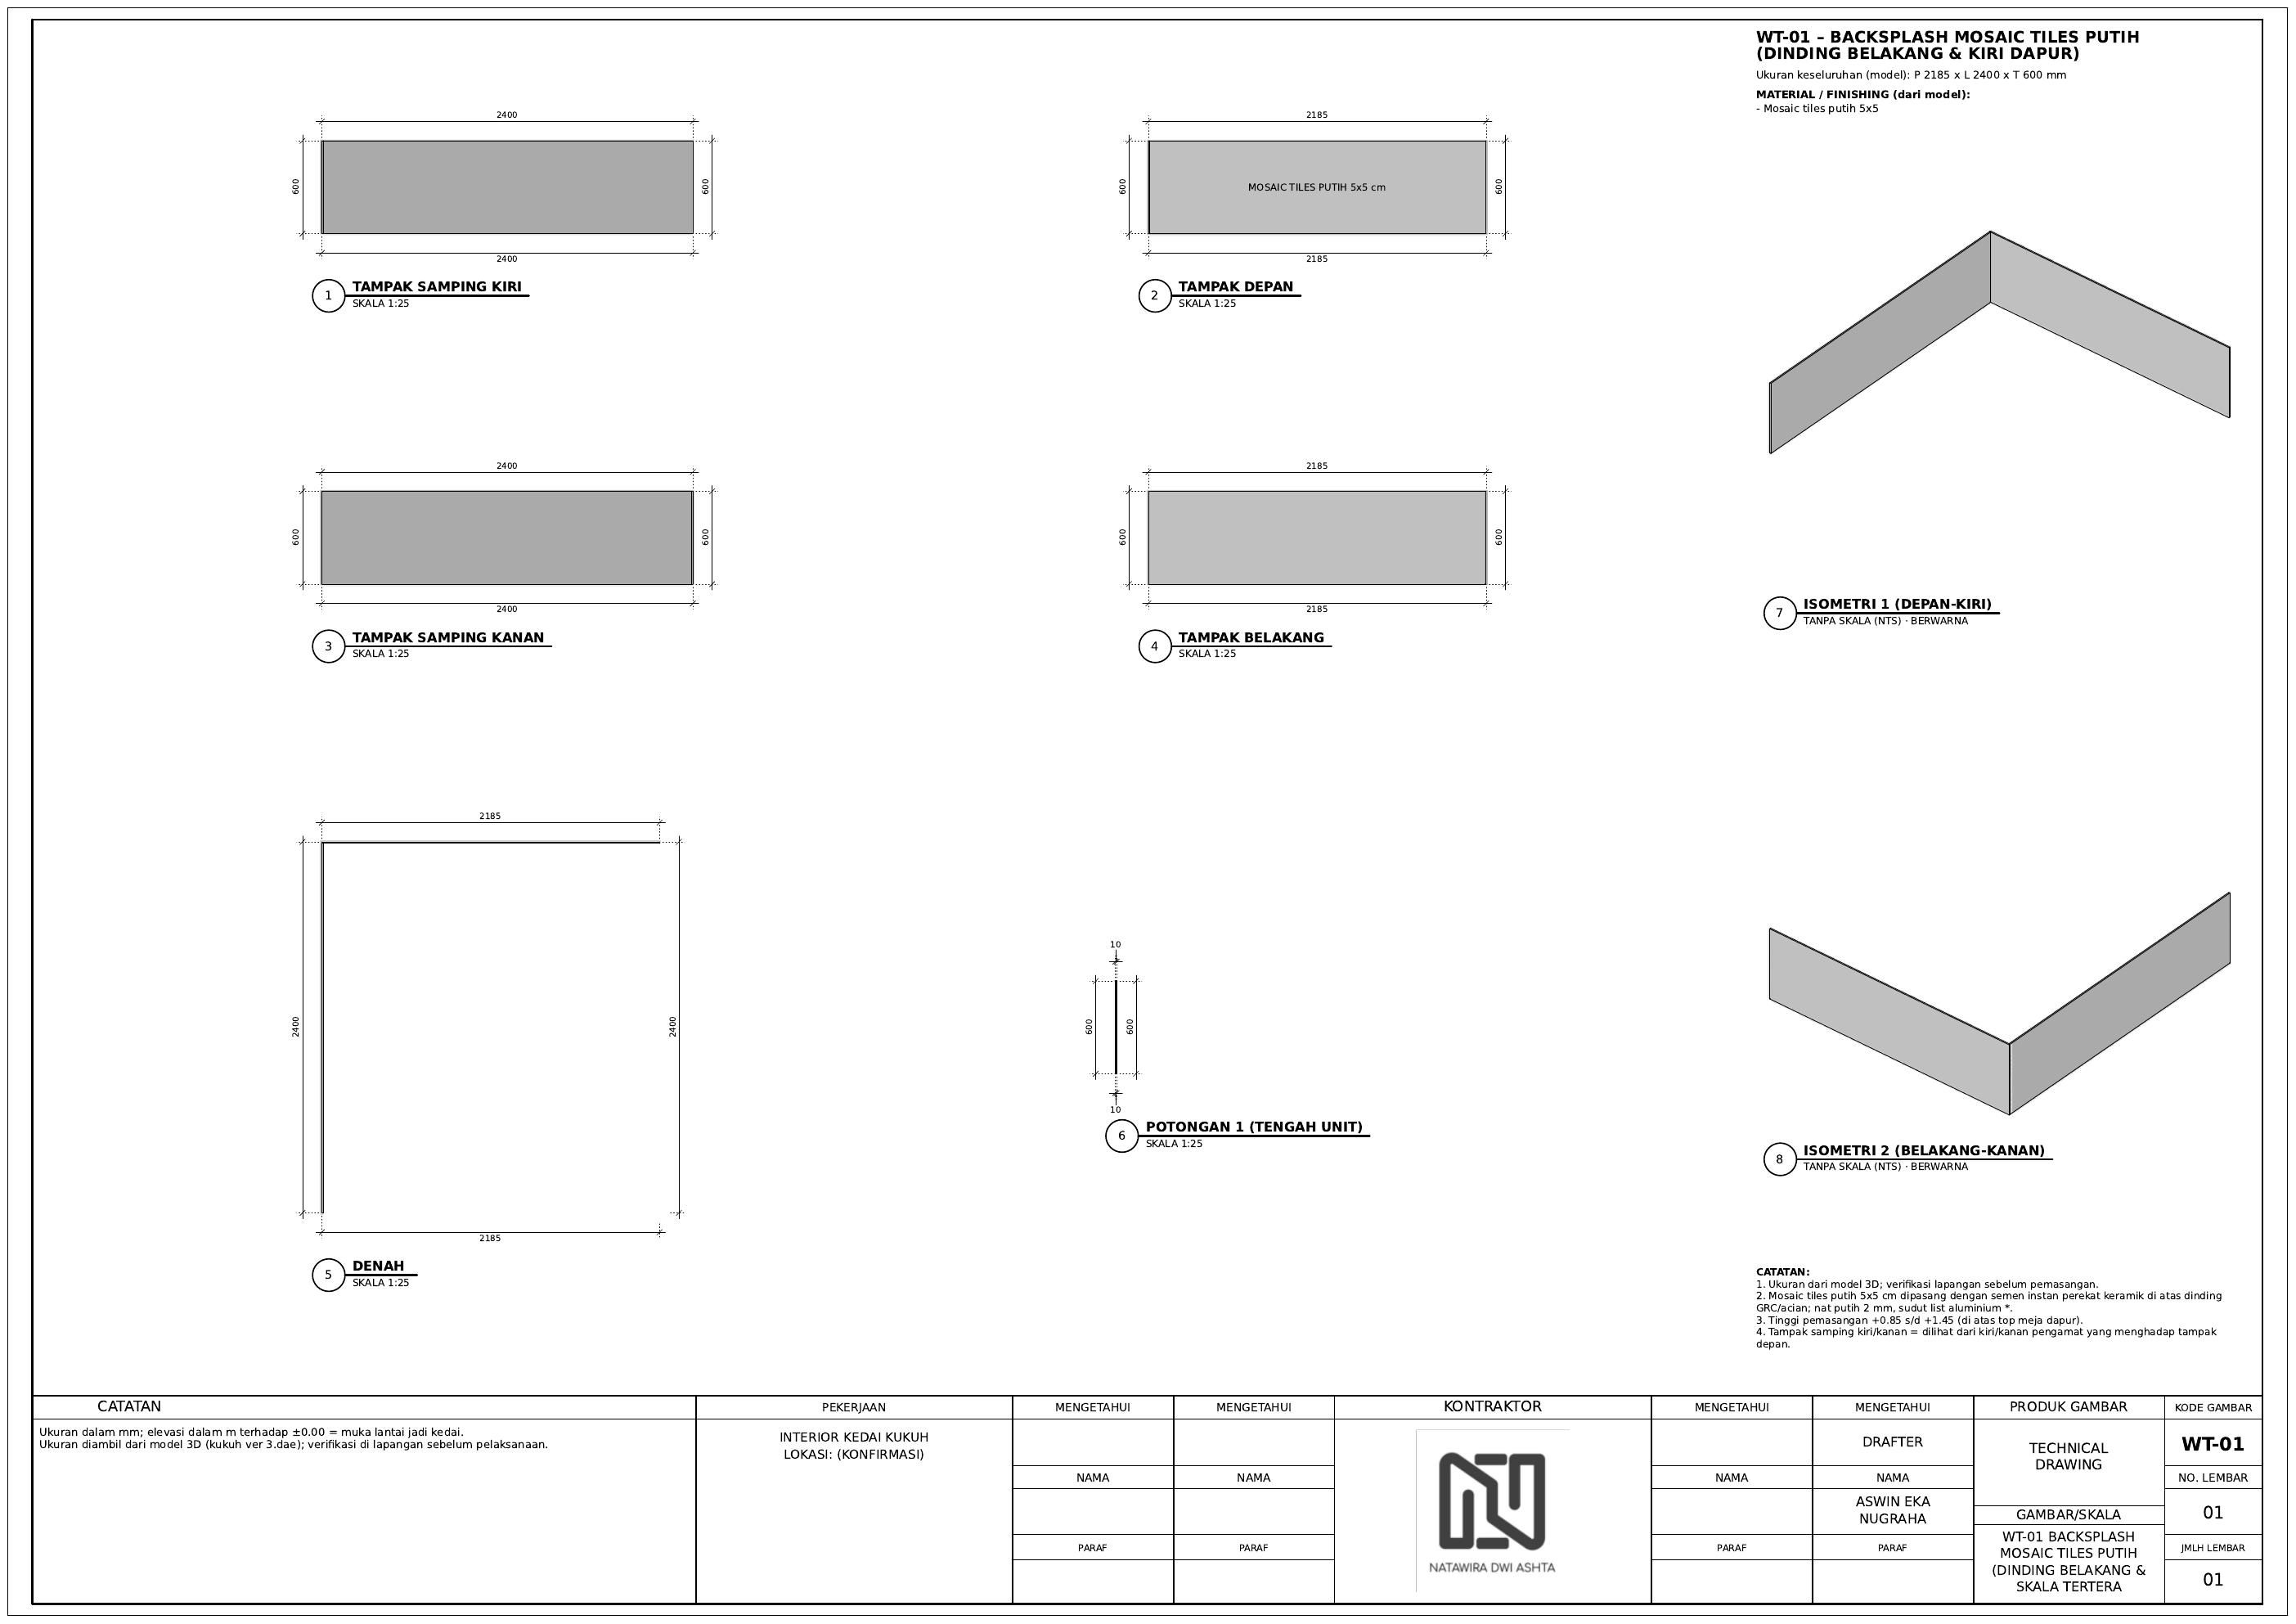 WT-01 – BACKSPLASH MOSAIC TILES PUTIH
(DINDING BELAKANG & KIRI DAPUR)
Ukuran keseluruhan (model): P 2185 x L 2400 x T 600 mm
MATERIAL / FINISHING (dari model):
- Mosaic tiles putih 5x5
2400
600
600
2400
1
TAMPAK SAMPING KIRI
SKALA 1:25
2185
600
MOSAIC TILES PUTIH 5x5 cm
600
2185
2
TAMPAK DEPAN
SKALA 1:25
2400
600
600
2400
3
TAMPAK SAMPING KANAN
SKALA 1:25
2185
600
600
2185
4
TAMPAK BELAKANG
SKALA 1:25
7
ISOMETRI 1 (DEPAN-KIRI)
TANPA SKALA (NTS) · BERWARNA
2185
2400
2400
2185
5
DENAH
SKALA 1:25
10
600
600
10
6
POTONGAN 1 (TENGAH UNIT)
SKALA 1:25
8
ISOMETRI 2 (BELAKANG-KANAN)
TANPA SKALA (NTS) · BERWARNA
CATATAN:
1. Ukuran dari model 3D; verifikasi lapangan sebelum pemasangan.
2. Mosaic tiles putih 5x5 cm dipasang dengan semen instan perekat keramik di atas dinding
GRC/acian; nat putih 2 mm, sudut list aluminium *.
3. Tinggi pemasangan +0.85 s/d +1.45 (di atas top meja dapur).
4. Tampak samping kiri/kanan = dilihat dari kiri/kanan pengamat yang menghadap tampak
depan.
CATATAN
Ukuran dalam mm; elevasi dalam m terhadap ±0.00 = muka lantai jadi kedai.
Ukuran diambil dari model 3D (kukuh ver 3.dae); verifikasi di lapangan sebelum pelaksanaan.
PEKERJAAN
INTERIOR KEDAI KUKUH
LOKASI: (KONFIRMASI)
MENGETAHUI
NAMA
PARAF
MENGETAHUI
NAMA
PARAF
KONTRAKTOR
NATAWIRA DWI ASHTA
MENGETAHUI
NAMA
PARAF
MENGETAHUI
DRAFTER
NAMA
ASWIN EKA
NUGRAHA
PARAF
PRODUK GAMBAR
TECHNICAL
DRAWING
GAMBAR/SKALA
WT-01 BACKSPLASH
MOSAIC TILES PUTIH
(DINDING BELAKANG &
SKALA TERTERA
KODE GAMBAR
WT-01
NO. LEMBAR
01
JMLH LEMBAR
01